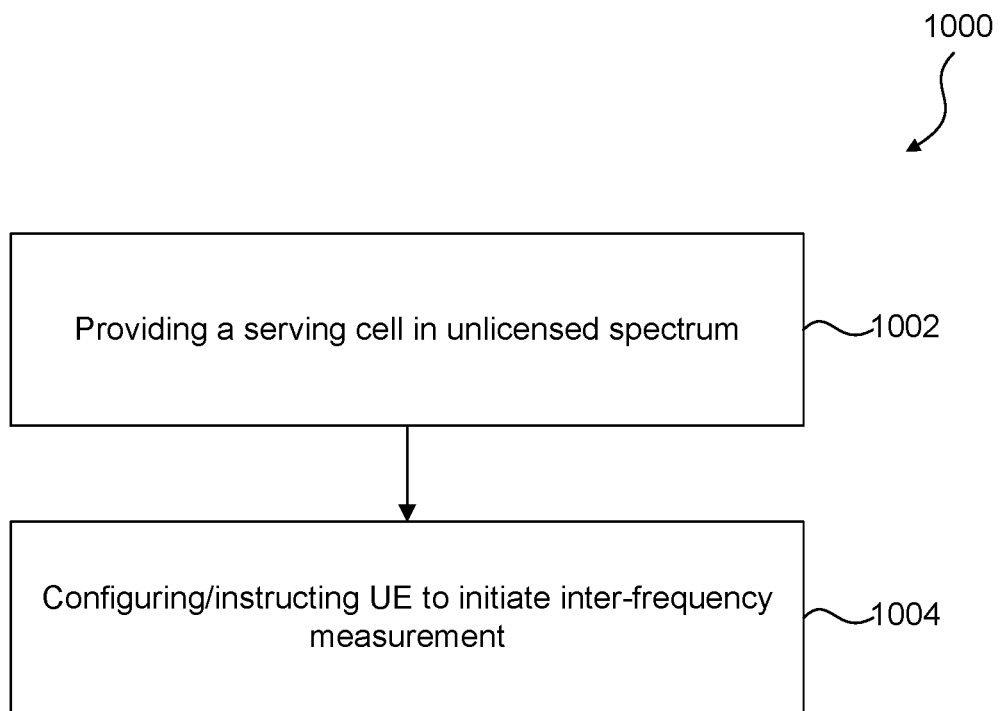 1000
Providing a serving cell in unlicensed spectrum
1002
Configuring/instructing UE to initiate inter-frequency
measurement
1004